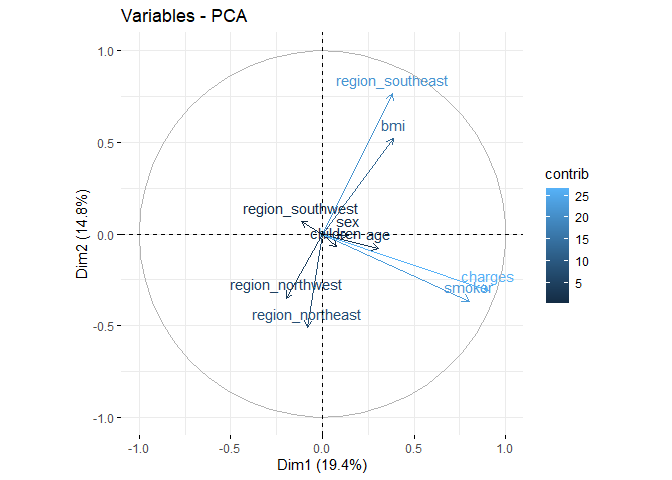 Variables - PCA
1.0
0.5
0.0
-0.5
-1.0
Dim2 (14.8%)
region_southeast
bmi
region_southwest
sex
children
age
region_northwest
region_northeast
charges
smoker
-1.0
-0.5
0.0
0.5
1.0
Dim1 (19.4%)
contrib
25
20
15
10
5